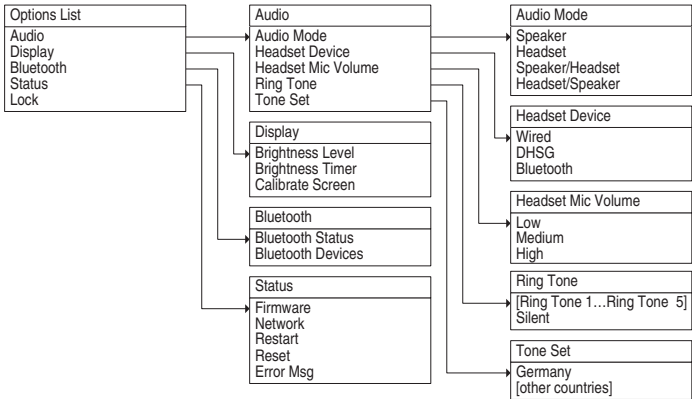 Options List
Audio
Display
Bluetooth
Status
Lock
Audio
Audio Mode
Headset Device
Headset Mic Volume
Ring Tone
Tone Set
Display
Brightness Level
Brightness Timer
Calibrate Screen
Bluetooth
Bluetooth Status
Bluetooth Devices
Status
Firmware
Network
Restart
Reset
Error Msg
Audio Mode
Speaker
Headset
Speaker/Headset
Headset/Speaker
Headset Device
Wired
DHSG
Bluetooth
Headset Mic Volume
Low
Medium
High
Ring Tone
[Ring Tone 1...Ring Tone 5]
Silent
Tone Set
Germany
[other countries]